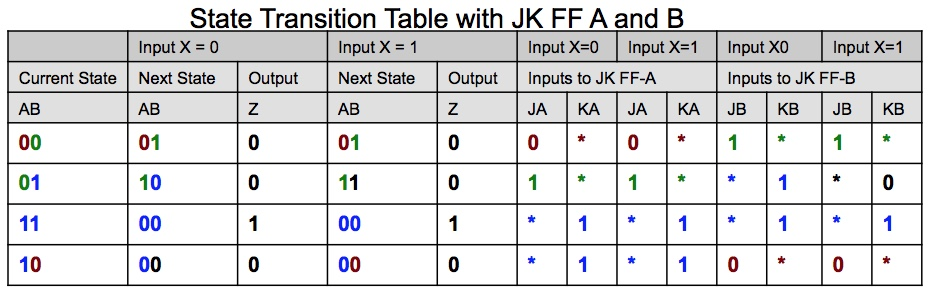 State Transition Table with JK FF A and B
Input X = 0 Input X = 1 Input X=0 Input X=1 Input X0 Input X=1
Current State Next State Output Next State Output Inputs to JK FF-A Inputs to JK FF-B
AB AB Z AB Z JA KA JA KA JB KB JB KB
00 01 0 01 0 0 * 0 * 1 * 1 *
01 10 0 11 0 1 * 1 * * 1 * 0
11 00 1 00 1 * 1 * 1 * 1 * 1
10 00 0 00 0 * 1 * 1 0 * 0 *